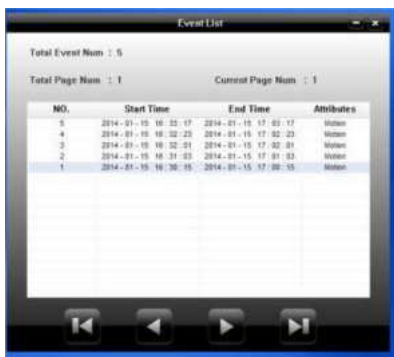 Event List
Total Event Num : 5
Total Page Num : 1 Current Page Num : 1
NO. Start Time End Time Attributes
5 2014 - 01 - 15 16 : 33 : 17 2014 - 01 - 15 17 : 03 : 17 Motion
4 2014 - 01 - 15 16 : 32 : 23 2014 - 01 - 15 17 : 02 : 23 Motion
3 2014 - 01 - 15 16 : 32 : 01 2014 - 01 - 15 17 : 02 : 01 Motion
2 2014 - 01 - 15 16 : 31 : 03 2014 - 01 - 15 17 : 01 : 03 Motion
1 2014 - 01 - 15 16 : 30 : 15 2014 - 01 - 15 17 : 00 : 15 Motion